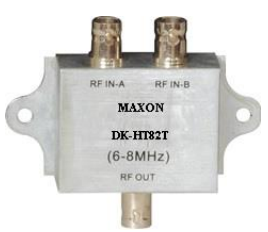 RF IN-A RF IN-B
MAXON
DK-HT82T
(6-8MHz)
RF OUT